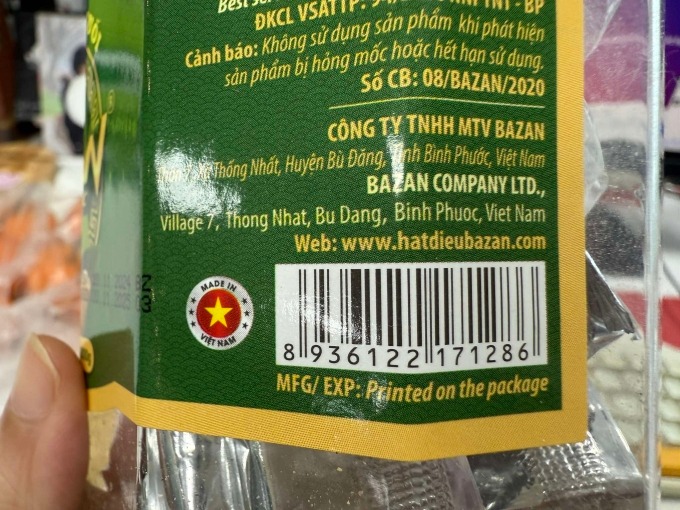 ĐKCL VSATTP:
Cảnh báo: Không sử dụng sản phẩm khi phát hiện
sản phẩm bị hỏng mốc hoặc hết hạn sử dụng.
Số CB: 08/BAZAN/2020
CÔNG TY TNHH MTV BAZAN
Thống Nhất, Huyện Bù Đăng, Tỉnh Bình Phước, Việt Nam
BAZAN COMPANY LTD.,
Village 7, Thong Nhat, Bu Dang, Binh Phuoc, Viet Nam
Web: www.hatdieubazan.com
MADE IN
VIỆT NAM
8 936122 171286
MFG/ EXP: Printed on the package